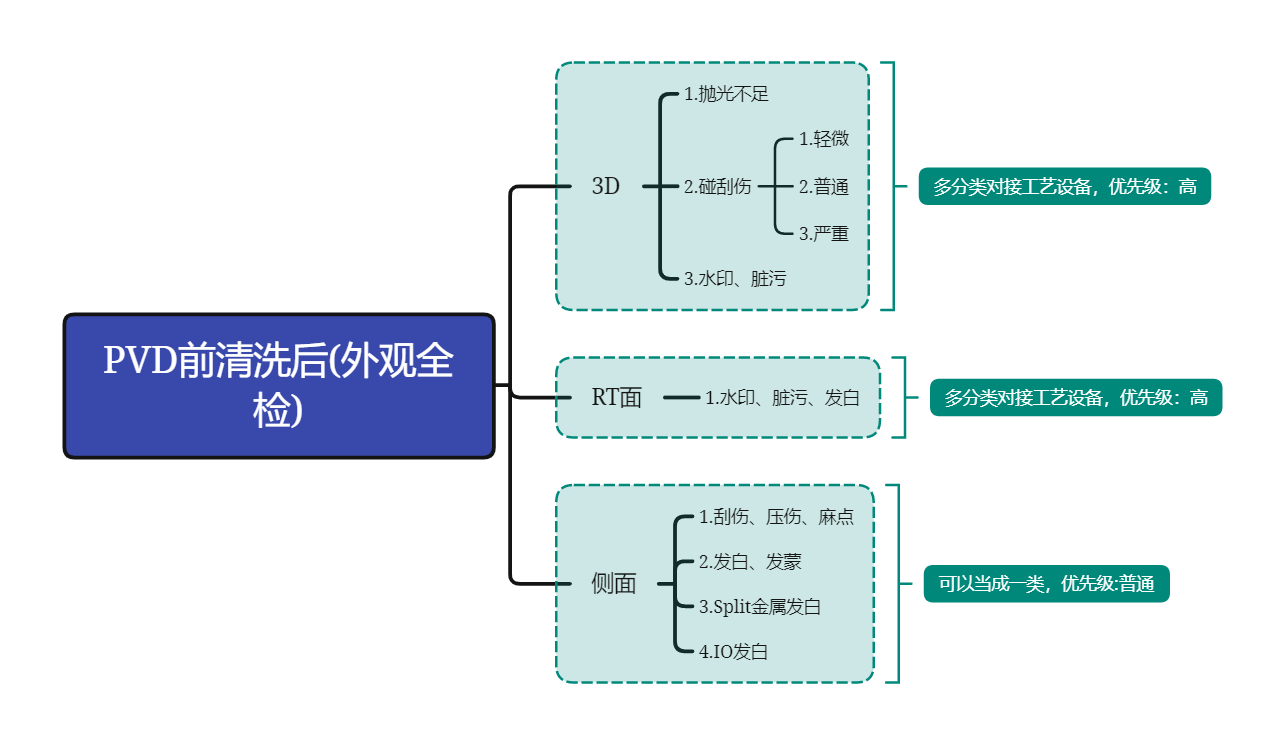 PVD前清洗后(外观全
检)
3D
1.抛光不足
2.碰刮伤
1.轻微
2.普通
3.严重
3.水印、脏污
多分类对接工艺设备，优先级：高
RT面
1.水印、脏污、发白
多分类对接工艺设备，优先级：高
侧面
1.刮伤、压伤、麻点
2.发白、发蒙
3.Split金属发白
4.IO发白
可以当成一类，优先级:普通